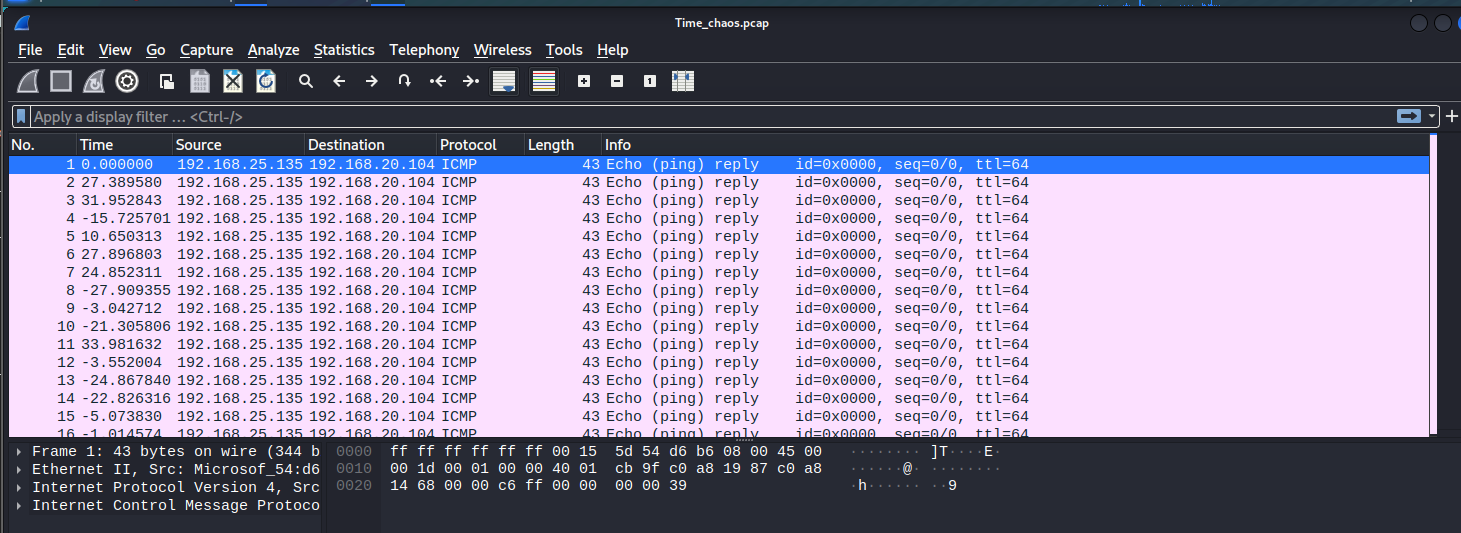 Time_chaos.pcap
File Edit View Go Capture Analyze Statistics Telephony Wireless Tools Help
Apply a display filter … <Ctrl-/>
No. Time Source Destination Protocol Length Info
1 0.000000 192.168.25.135 192.168.20.104 ICMP 43 Echo (ping) reply id=0x0000, seq=0/0, ttl=64
2 27.389580 192.168.25.135 192.168.20.104 ICMP 43 Echo (ping) reply id=0x0000, seq=0/0, ttl=64
3 31.952843 192.168.25.135 192.168.20.104 ICMP 43 Echo (ping) reply id=0x0000, seq=0/0, ttl=64
4 -15.725701 192.168.25.135 192.168.20.104 ICMP 43 Echo (ping) reply id=0x0000, seq=0/0, ttl=64
5 10.650313 192.168.25.135 192.168.20.104 ICMP 43 Echo (ping) reply id=0x0000, seq=0/0, ttl=64
6 27.896803 192.168.25.135 192.168.20.104 ICMP 43 Echo (ping) reply id=0x0000, seq=0/0, ttl=64
7 24.852311 192.168.25.135 192.168.20.104 ICMP 43 Echo (ping) reply id=0x0000, seq=0/0, ttl=64
8 -27.909355 192.168.25.135 192.168.20.104 ICMP 43 Echo (ping) reply id=0x0000, seq=0/0, ttl=64
9 -3.042712 192.168.25.135 192.168.20.104 ICMP 43 Echo (ping) reply id=0x0000, seq=0/0, ttl=64
10 -21.305806 192.168.25.135 192.168.20.104 ICMP 43 Echo (ping) reply id=0x0000, seq=0/0, ttl=64
11 33.981632 192.168.25.135 192.168.20.104 ICMP 43 Echo (ping) reply id=0x0000, seq=0/0, ttl=64
12 -3.552004 192.168.25.135 192.168.20.104 ICMP 43 Echo (ping) reply id=0x0000, seq=0/0, ttl=64
13 -24.867840 192.168.25.135 192.168.20.104 ICMP 43 Echo (ping) reply id=0x0000, seq=0/0, ttl=64
14 -22.826316 192.168.25.135 192.168.20.104 ICMP 43 Echo (ping) reply id=0x0000, seq=0/0, ttl=64
15 -5.073830 192.168.25.135 192.168.20.104 ICMP 43 Echo (ping) reply id=0x0000, seq=0/0, ttl=64
16 -1.014574 192.168.25.135 192.168.20.104 ICMP 43 Echo (ping) reply id=0x0000, seq=0/0, ttl=64
Frame 1: 43 bytes on wire (344 b
Ethernet II, Src: Microsof_54:d6
Internet Protocol Version 4, Src
Internet Control Message Protoco
0000 ff ff ff ff ff ff 00 15 5d 54 d6 b6 08 00 45 00 ········ ]T····E·
0010 00 1d 00 01 00 00 40 01 cb 9f c0 a8 19 87 c0 a8 ······@· ········
0020 14 68 00 00 c6 ff 00 00 00 00 39 ·h······ ··9